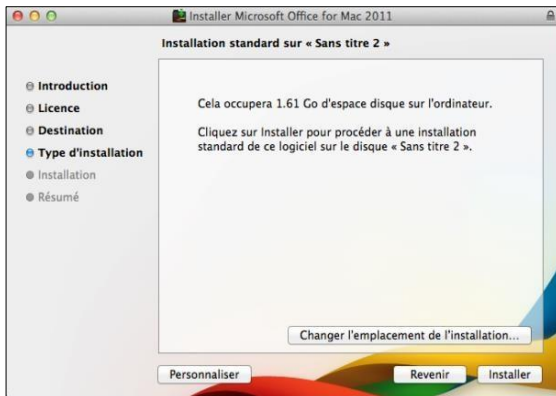 Installer Microsoft Office for Mac 2011
Installation standard sur « Sans titre 2 »
Introduction
Licence
Destination
Type d'installation
Installation
Résumé
Cela occupera 1.61 Go d'espace disque sur l'ordinateur.
Cliquez sur Installer pour procéder à une installation
standard de ce logiciel sur le disque « Sans titre 2 ».
Changer l'emplacement de l'installation...
Personnaliser
Revenir
Installer